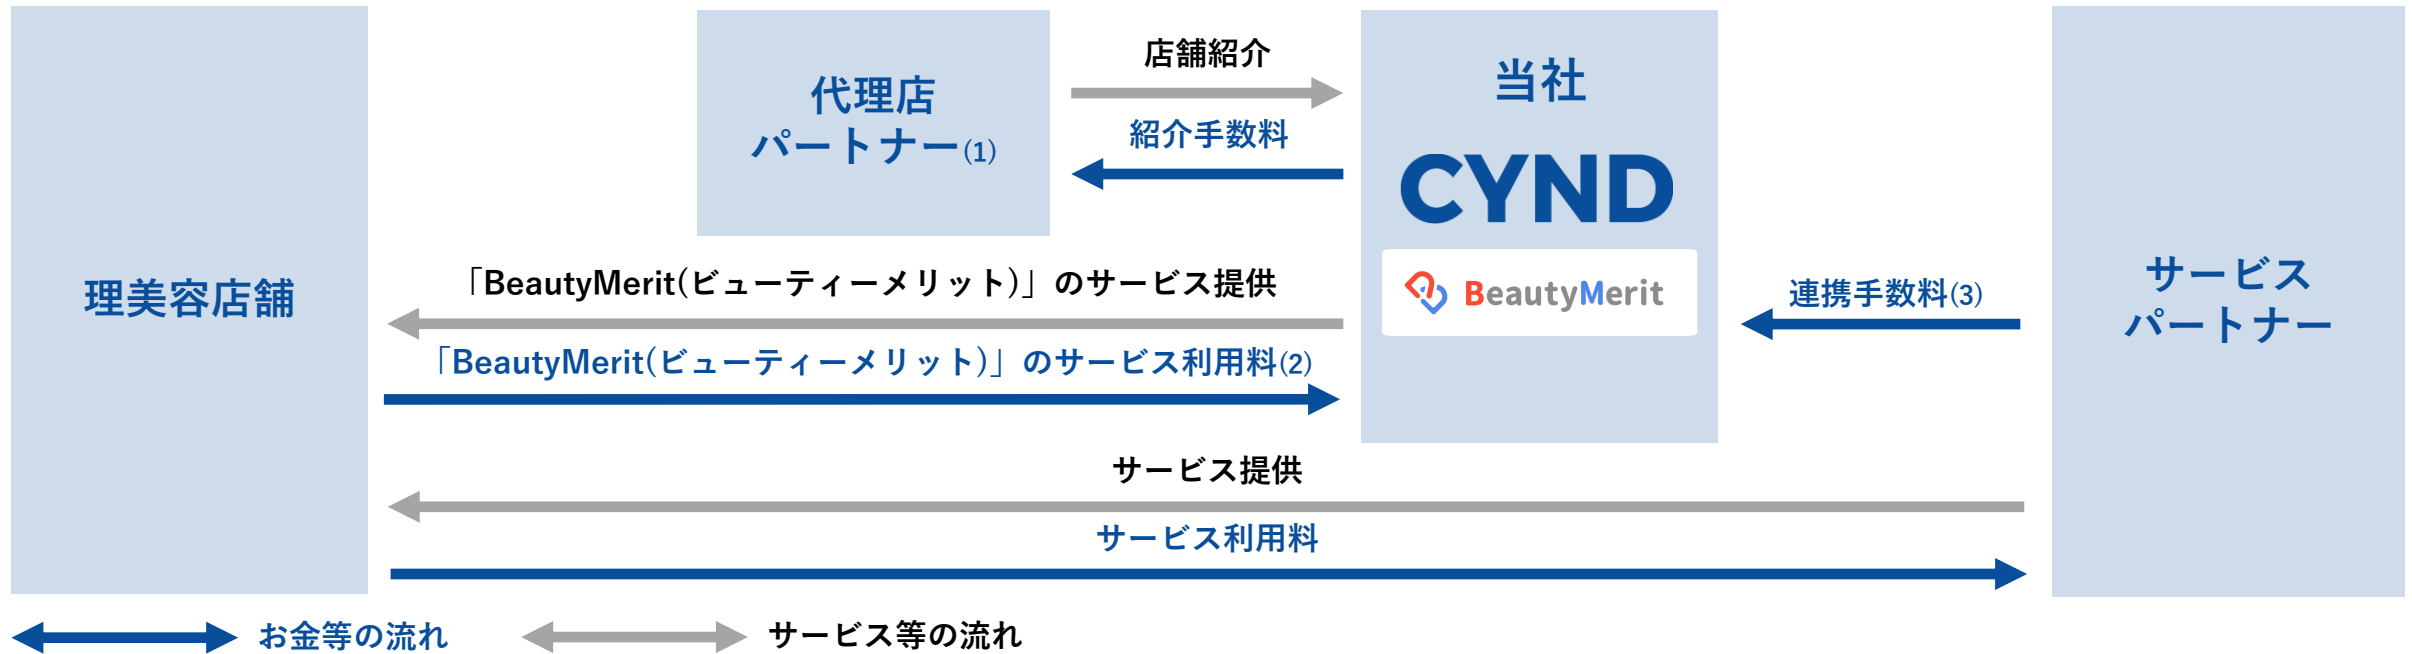 理美容店舗
代理店
パートナー(1)
店舗紹介
紹介手数料
当社
CYND
BeautyMerit
「BeautyMerit(ビューティーメリット)」のサービス提供
「BeautyMerit(ビューティーメリット)」のサービス利用料(2)
連携手数料(3)
サービス
パートナー
サービス提供
サービス利用料
お金等の流れ
サービス等の流れ